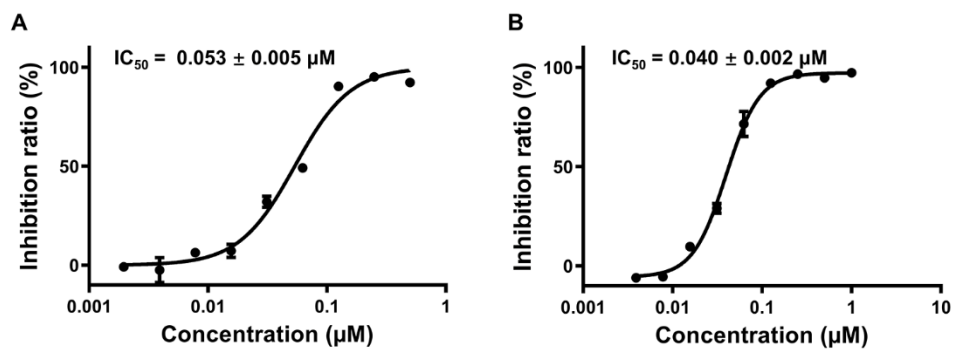 A
IC₅₀ = 0.053 ± 0.005 µM
Inhibition ratio (%)
100
50
0
0.001
0.01
0.1
1
Concentration (µM)
B
IC₅₀ = 0.040 ± 0.002 µM
Inhibition ratio (%)
100
50
0
0.001
0.01
0.1
1
10
Concentration (µM)